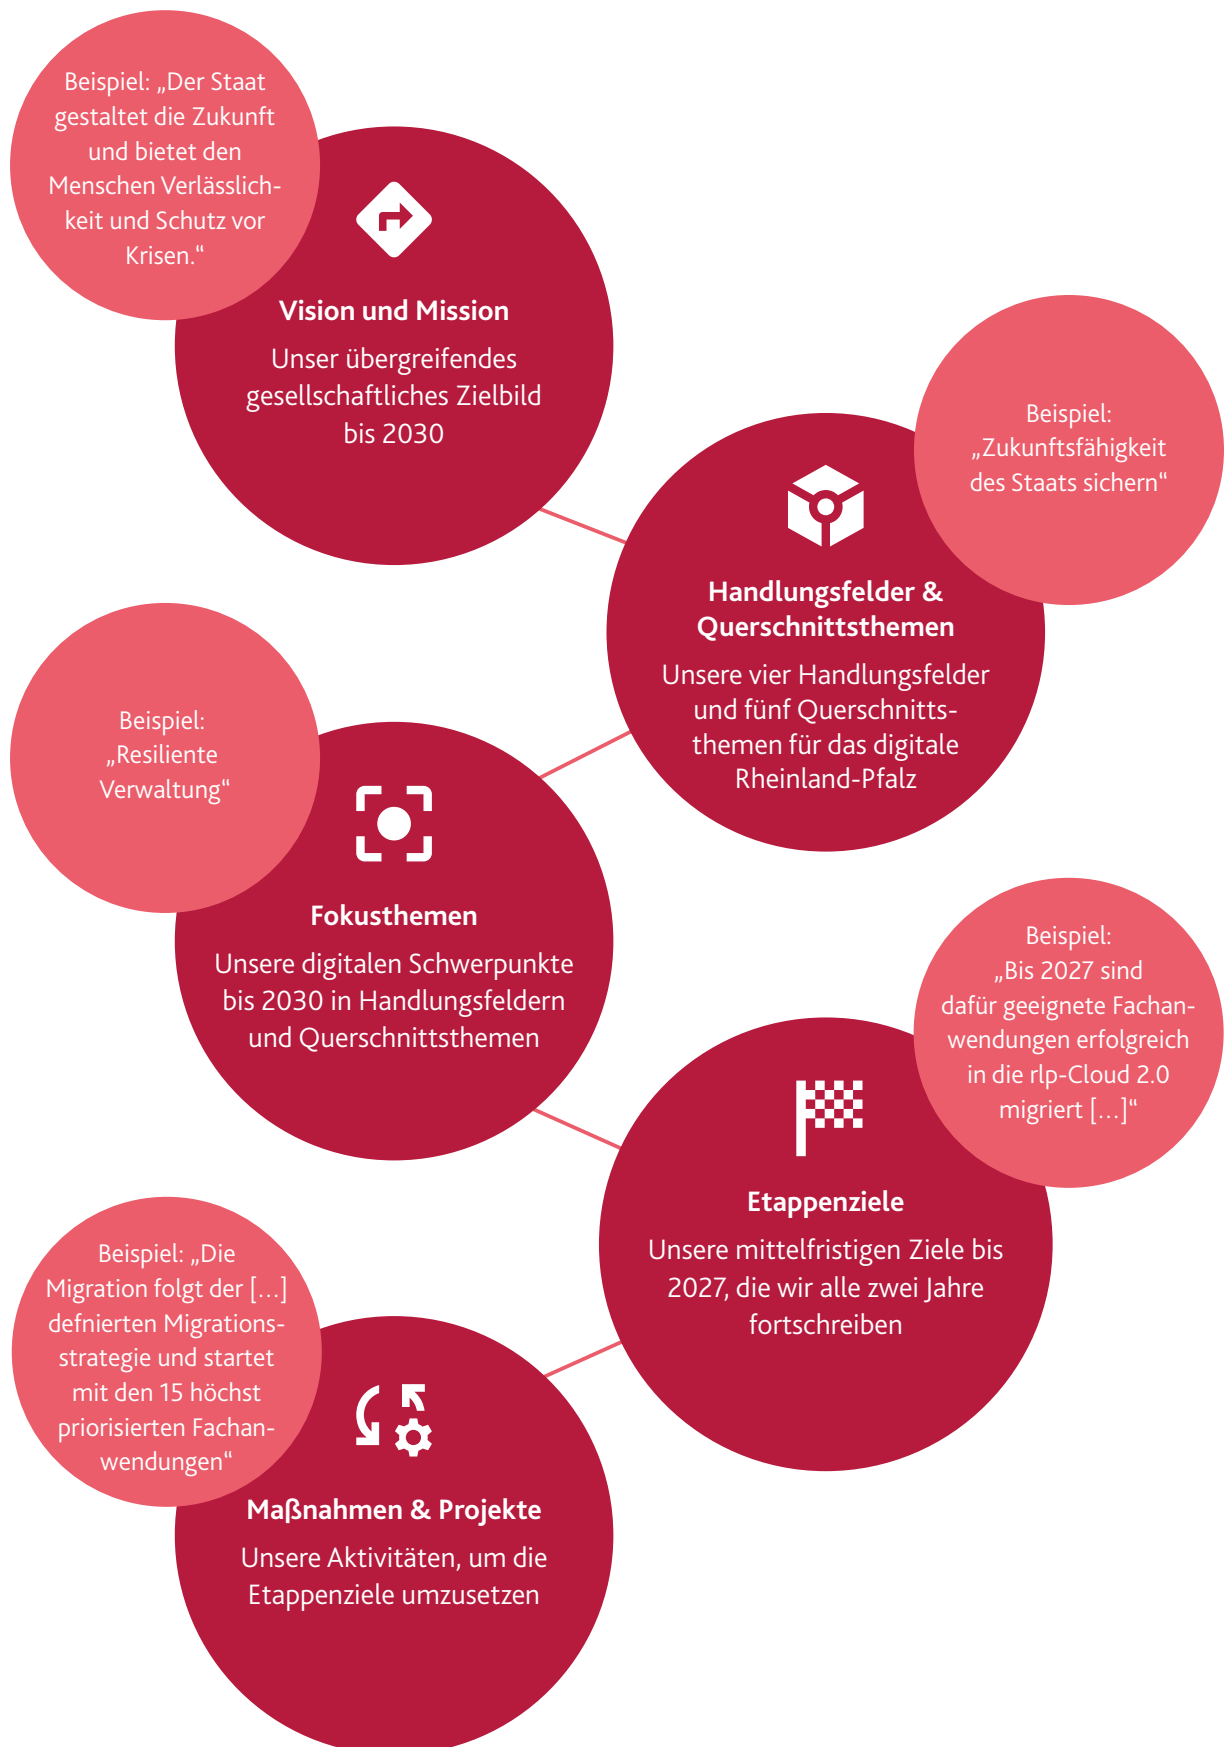 Beispiel: „Der Staat
gestaltet die Zukunft
und bietet den
Menschen Verlässlich-
keit und Schutz vor
Krisen.“
Vision und Mission
Unser übergreifendes
gesellschaftliches Zielbild
bis 2030
Beispiel:
„Zukunftsfähigkeit
des Staats sichern“
Handlungsfelder &
Querschnittsthemen
Unsere vier Handlungsfelder
und fünf Querschnitts-
themen für das digitale
Rheinland-Pfalz
Beispiel:
„Resiliente
Verwaltung“
Fokusthemen
Unsere digitalen Schwerpunkte
bis 2030 in Handlungsfeldern
und Querschnittsthemen
Beispiel:
„Bis 2027 sind
dafür geeignete Fachan-
wendungen erfolgreich
in die rlp-Cloud 2.0
migriert […]“
Etappenziele
Unsere mittelfristigen Ziele bis
2027, die wir alle zwei Jahre
fortschreiben
Beispiel: „Die
Migration folgt der […]
defnierten Migrations-
strategie und startet
mit den 15 höchst
priorisierten Fachan-
wendungen“
Maßnahmen & Projekte
Unsere Aktivitäten, um die
Etappenziele umzusetzen